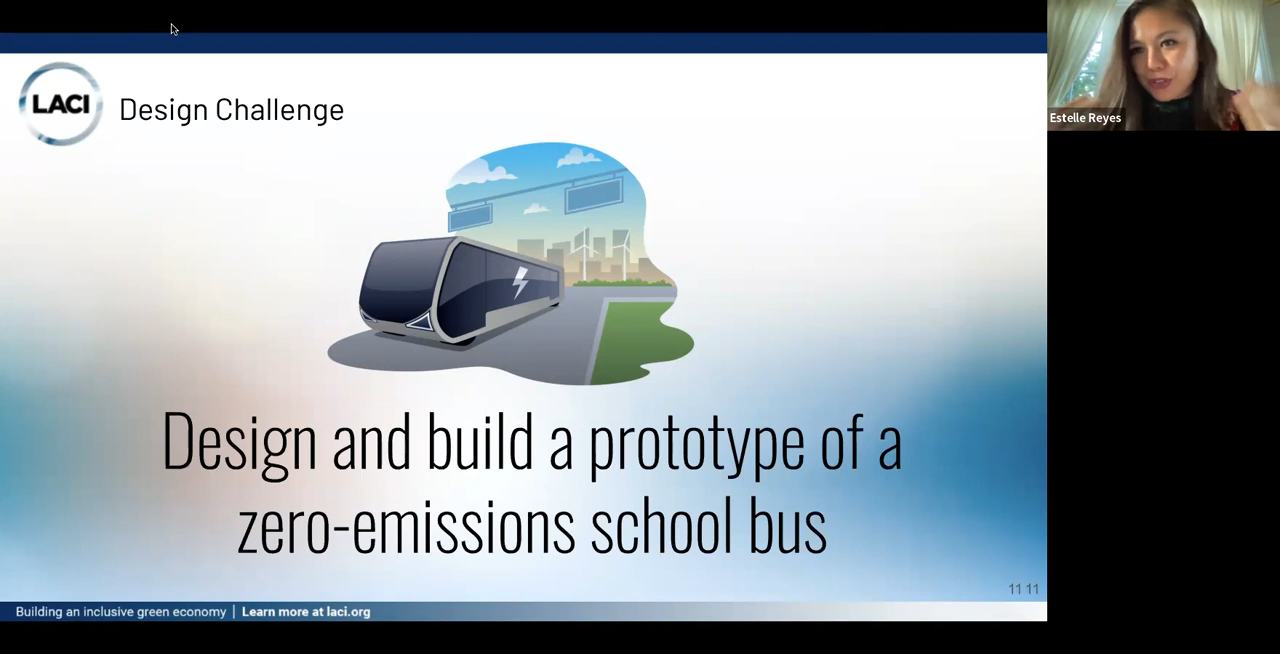 LACI
Design Challenge
Estelle Reyes
Design and build a prototype of a
zero-emissions school bus
11 11
Building an inclusive green economy | Learn more at laci.org